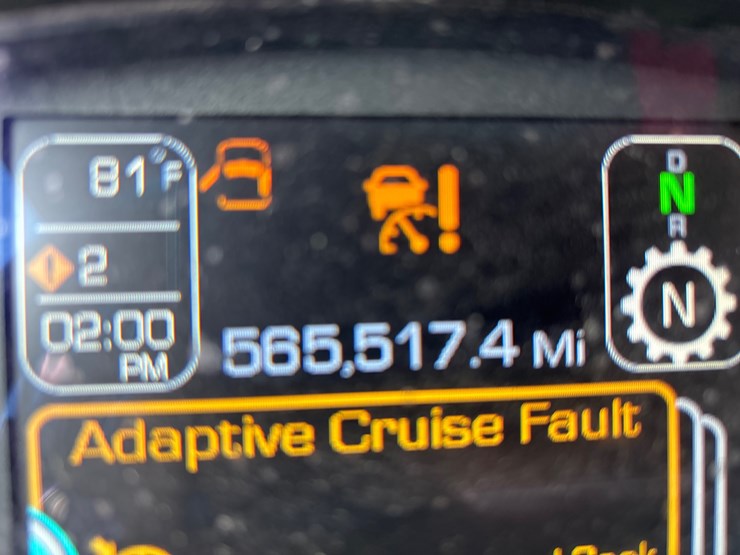 81°F
2
02:00
PM
565,517.4 Mi
D
N
R
N
Adaptive Cruise Fault